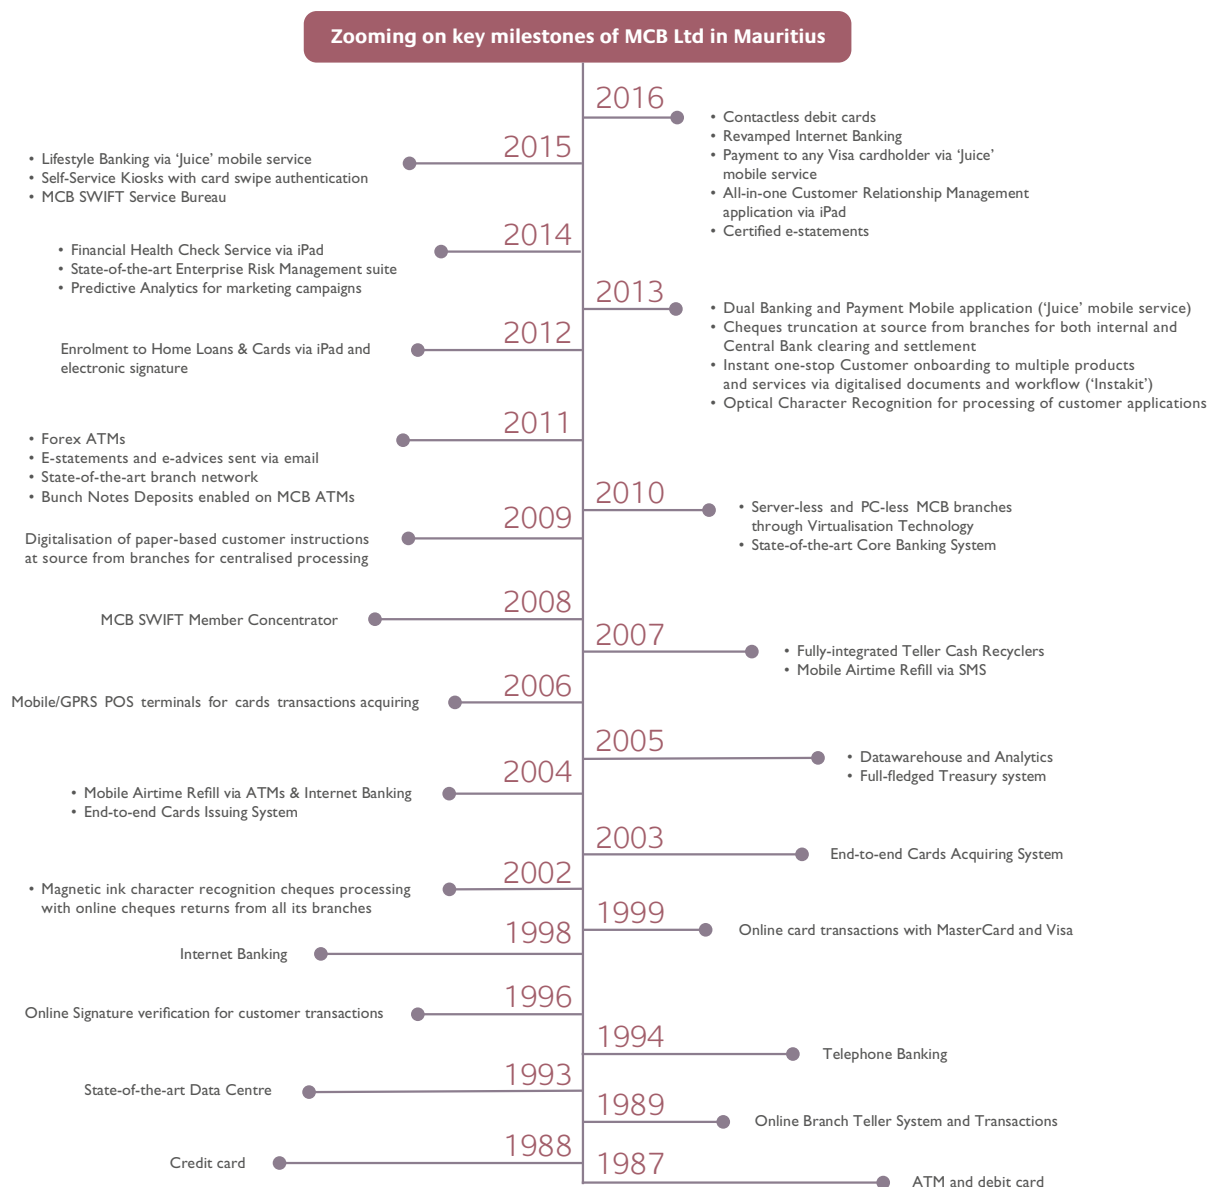 Zooming on key milestones of MCB Ltd in Mauritius
2016
• Contactless debit cards
• Revamped Internet Banking
• Payment to any Visa cardholder via ‘Juice’
mobile service
• All-in-one Customer Relationship Management
application via iPad
• Certified e-statements
2015
• Lifestyle Banking via ‘Juice’ mobile service
• Self-Service Kiosks with card swipe authentication
• MCB SWIFT Service Bureau
2014
• Financial Health Check Service via iPad
• State-of-the-art Enterprise Risk Management suite
• Predictive Analytics for marketing campaigns
2013
• Dual Banking and Payment Mobile application (‘Juice’ mobile service)
• Cheques truncation at source from branches for both internal and
Central Bank clearing and settlement
• Instant one-stop Customer onboarding to multiple products
and services via digitalised documents and workflow (‘Instakit’)
• Optical Character Recognition for processing of customer applications
2012
Enrolment to Home Loans & Cards via iPad and
electronic signature
2011
• Forex ATMs
• E-statements and e-advices sent via email
• State-of-the-art branch network
• Bunch Notes Deposits enabled on MCB ATMs
2010
• Server-less and PC-less MCB branches
through Virtualisation Technology
• State-of-the-art Core Banking System
2009
Digitalisation of paper-based customer instructions
at source from branches for centralised processing
2008
MCB SWIFT Member Concentrator
2007
• Fully-integrated Teller Cash Recyclers
• Mobile Airtime Refill via SMS
2006
Mobile/GPRS POS terminals for cards transactions acquiring
2005
• Datawarehouse and Analytics
• Full-fledged Treasury system
2004
• Mobile Airtime Refill via ATMs & Internet Banking
• End-to-end Cards Issuing System
2003
End-to-end Cards Acquiring System
2002
• Magnetic ink character recognition cheques processing
with online cheques returns from all its branches
1999
Online card transactions with MasterCard and Visa
1998
Internet Banking
1996
Online Signature verification for customer transactions
1994
Telephone Banking
1993
State-of-the-art Data Centre
1989
Online Branch Teller System and Transactions
1988
Credit card
1987
ATM and debit card